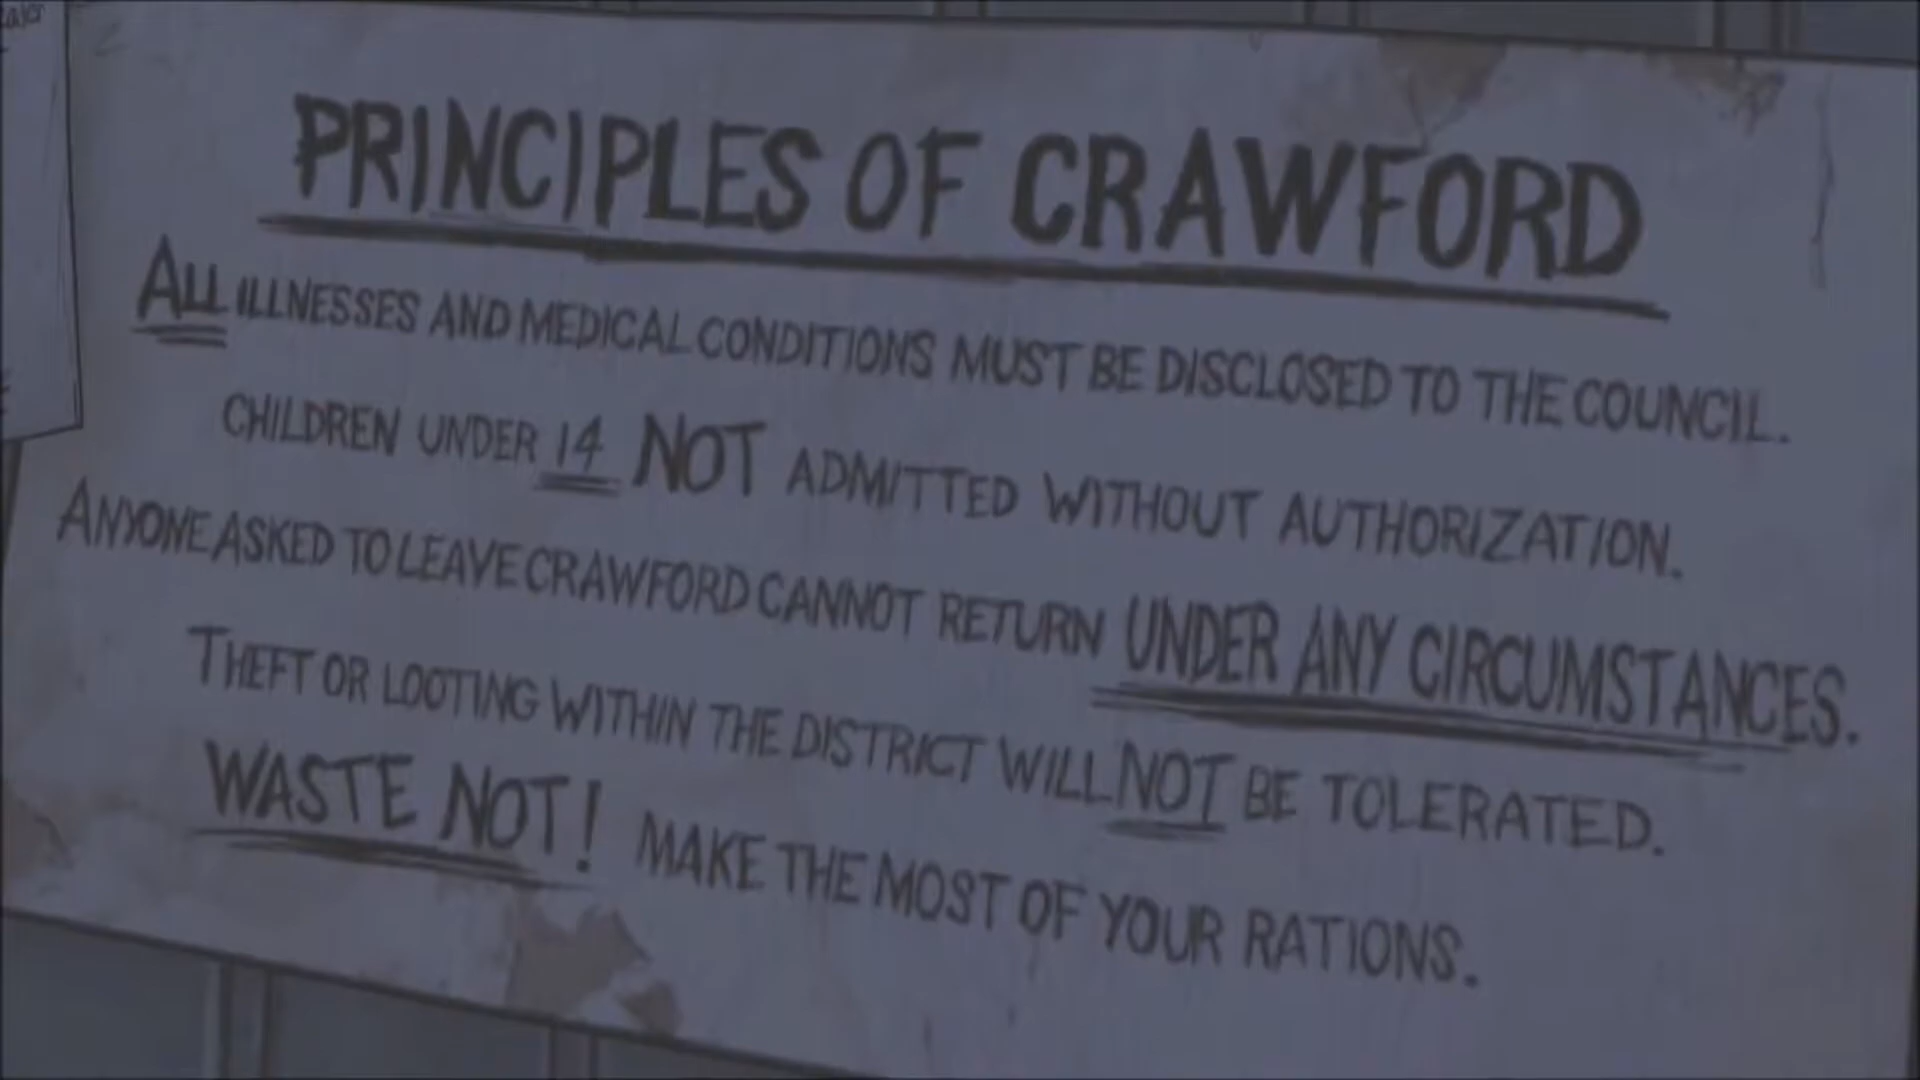 PRINCIPLES OF CRAWFORD
ALL ILLNESSES AND MEDICAL CONDITIONS MUST BE DISCLOSED TO THE COUNCIL.
CHILDREN UNDER 14 NOT ADMITTED WITHOUT AUTHORIZATION.
ANYONE ASKED TO LEAVE CRAWFORD CANNOT RETURN UNDER ANY CIRCUMSTANCES.
THEFT OR LOOTING WITHIN THE DISTRICT WILL NOT BE TOLERATED.
WASTE NOT! MAKE THE MOST OF YOUR RATIONS.